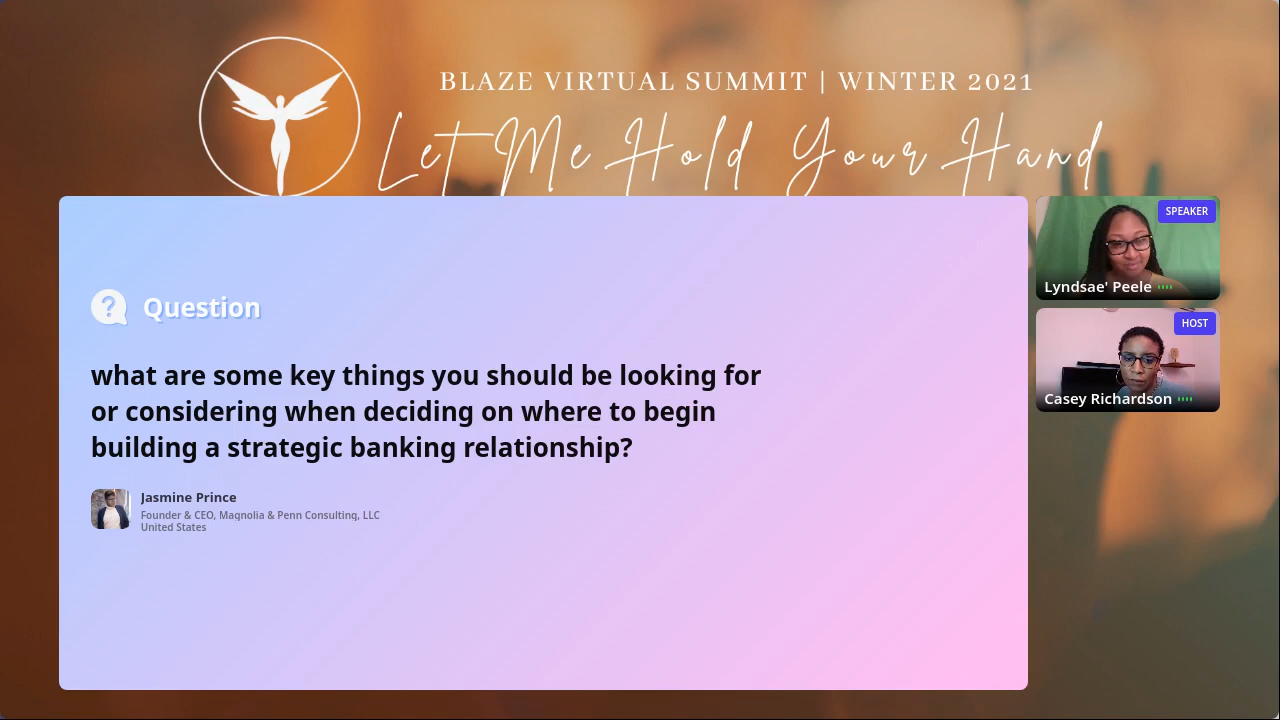 BLAZE VIRTUAL SUMMIT | WINTER 2021
Let Me Hold Your Hand
Question
what are some key things you should be looking for
or considering when deciding on where to begin
building a strategic banking relationship?
Jasmine Prince
Founder & CEO, Magnolia & Penn Consulting, LLC
United States
SPEAKER
Lyndsae' Peele
HOST
Casey Richardson